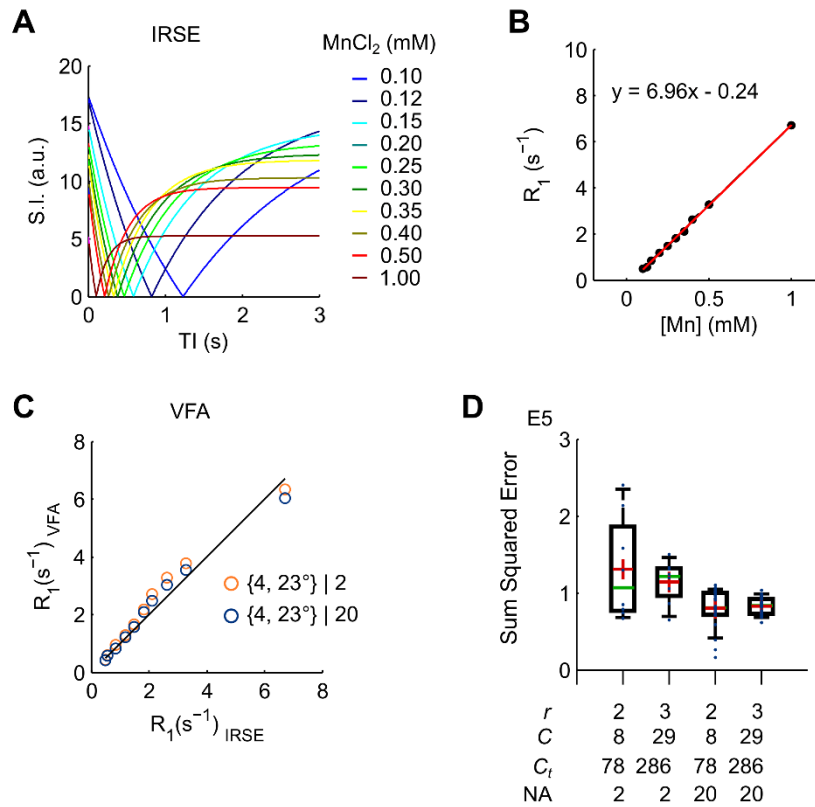 A
IRSE
MnCl₂ (mM)
20
15
10
5
0
S.I. (a.u.)
0 1 2 3
TI (s)
0.10
0.12
0.15
0.20
0.25
0.30
0.35
0.40
0.50
1.00
B
10
8
6
4
2
0
R₁ (s⁻¹)
y = 6.96x - 0.24
0 0.5 1
[Mn] (mM)
C
VFA
8
6
4
2
0
R₁(s⁻¹) VFA
{4, 23°} | 2
{4, 23°} | 20
0 2 4 6 8
R₁(s⁻¹) IRSE
D
E5
3
2
1
0
Sum Squared Error
r 2 3 2 3
C 8 29 8 29
Cₜ 78 286 78 286
NA 2 2 20 20